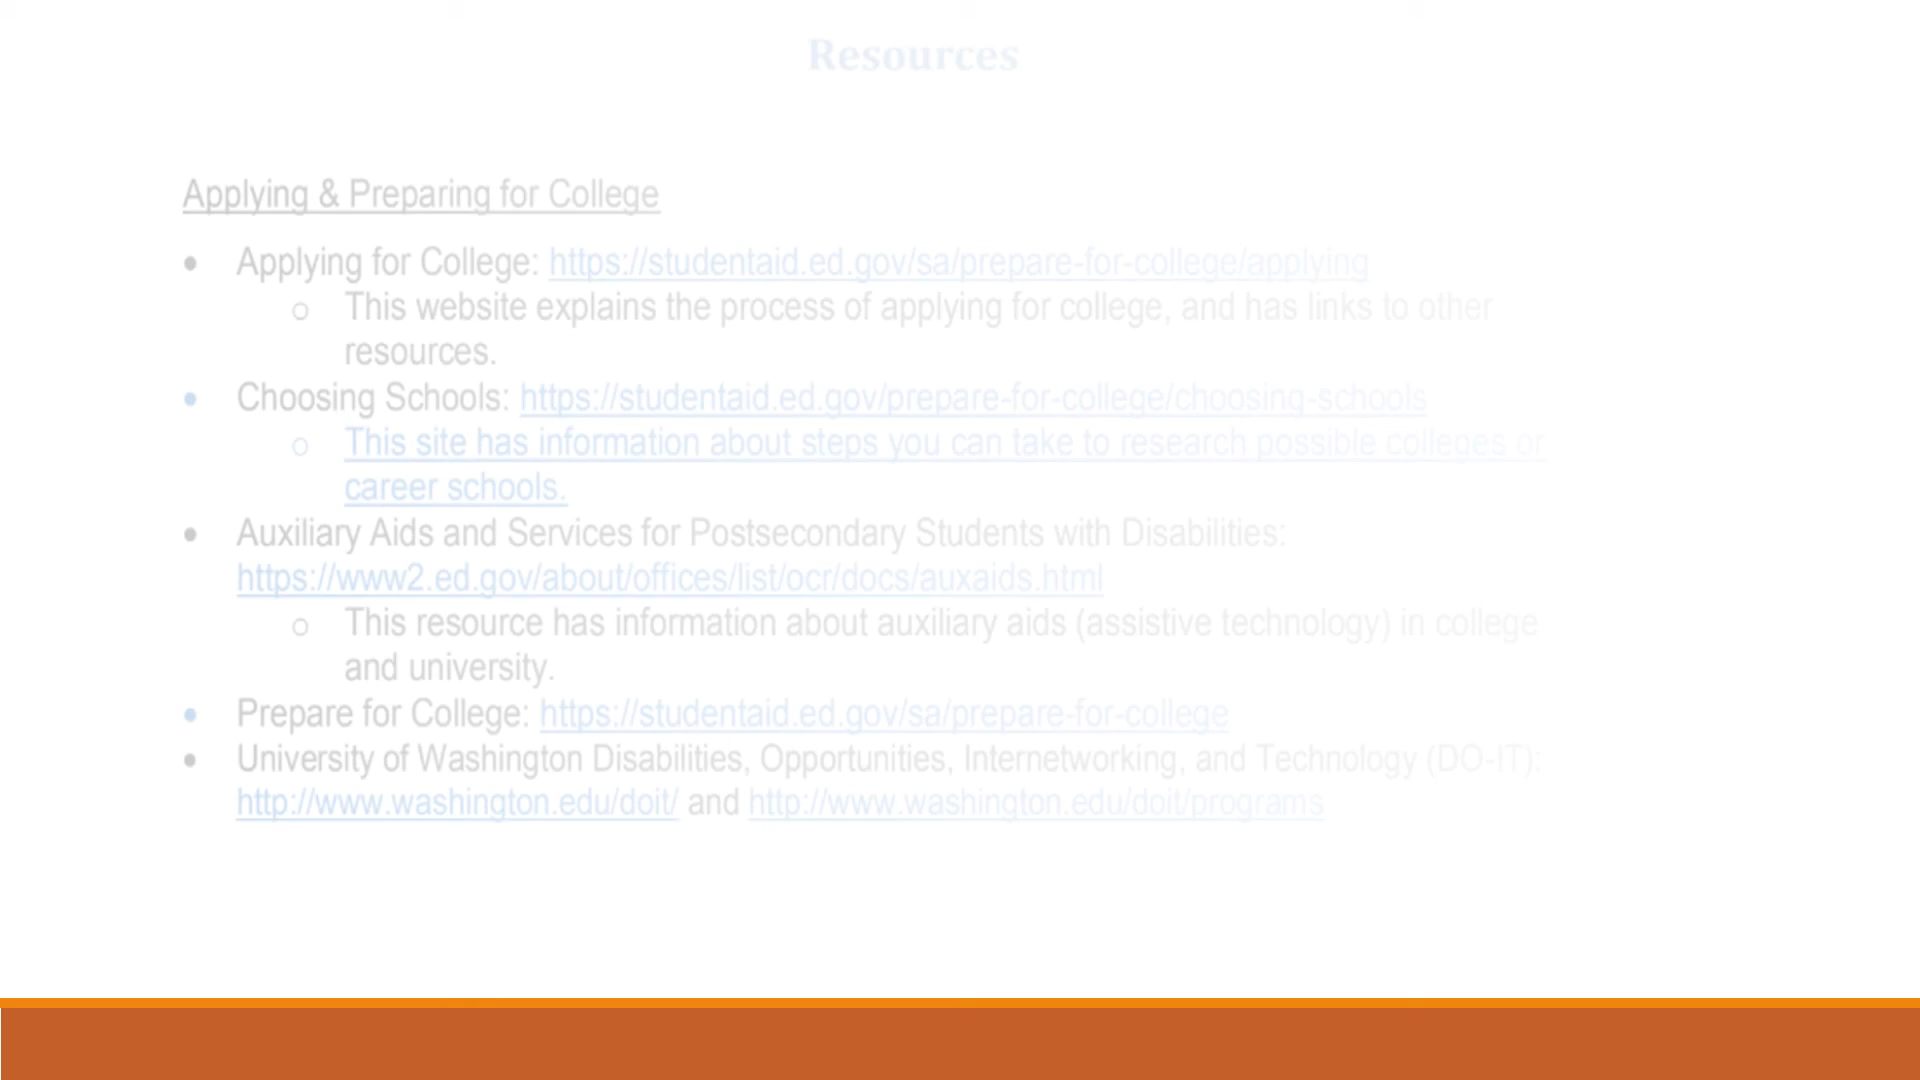 Resources
Applying & Preparing for College
• Applying for College: https://studentaid.ed.gov/sa/prepare-for-college/applying
o This website explains the process of applying for college, and has links to other
resources.
• Choosing Schools: https://studentaid.ed.gov/prepare-for-college/choosing-schools
o This site has information about steps you can take to research possible colleges or
career schools.
• Auxiliary Aids and Services for Postsecondary Students with Disabilities:
https://www2.ed.gov/about/offices/list/ocr/docs/auxaids.html
o This resource has information about auxiliary aids (assistive technology) in college
and university.
• Prepare for College: https://studentaid.ed.gov/sa/prepare-for-college
• University of Washington Disabilities, Opportunities, Internetworking, and Technology (DO-IT):
http://www.washington.edu/doit/ and http://www.washington.edu/doit/programs